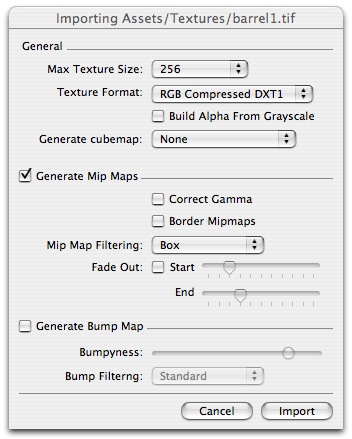 Importing Assets/Textures/barrel1.tif
General
Max Texture Size: 256
Texture Format: RGB Compressed DXT1
Build Alpha From Grayscale
Generate cubemap: None
Generate Mip Maps
Correct Gamma
Border Mipmaps
Mip Map Filtering: Box
Fade Out: Start
End
Generate Bump Map
Bumpyness:
Bump Filterng: Standard
Cancel Import